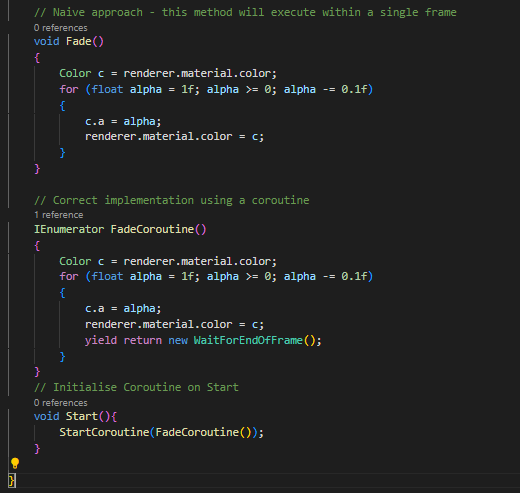 // Naive approach - this method will execute within a single frame
0 references
void Fade()
{
Color c = renderer.material.color;
for (float alpha = 1f; alpha >= 0; alpha -= 0.1f)
{
c.a = alpha;
renderer.material.color = c;
}
}
// Correct implementation using a coroutine
1 reference
IEnumerator FadeCoroutine()
{
Color c = renderer.material.color;
for (float alpha = 1f; alpha >= 0; alpha -= 0.1f)
{
c.a = alpha;
renderer.material.color = c;
yield return new WaitForEndOfFrame();
}
}
// Initialise Coroutine on Start
0 references
void Start(){
StartCoroutine(FadeCoroutine());
}
}